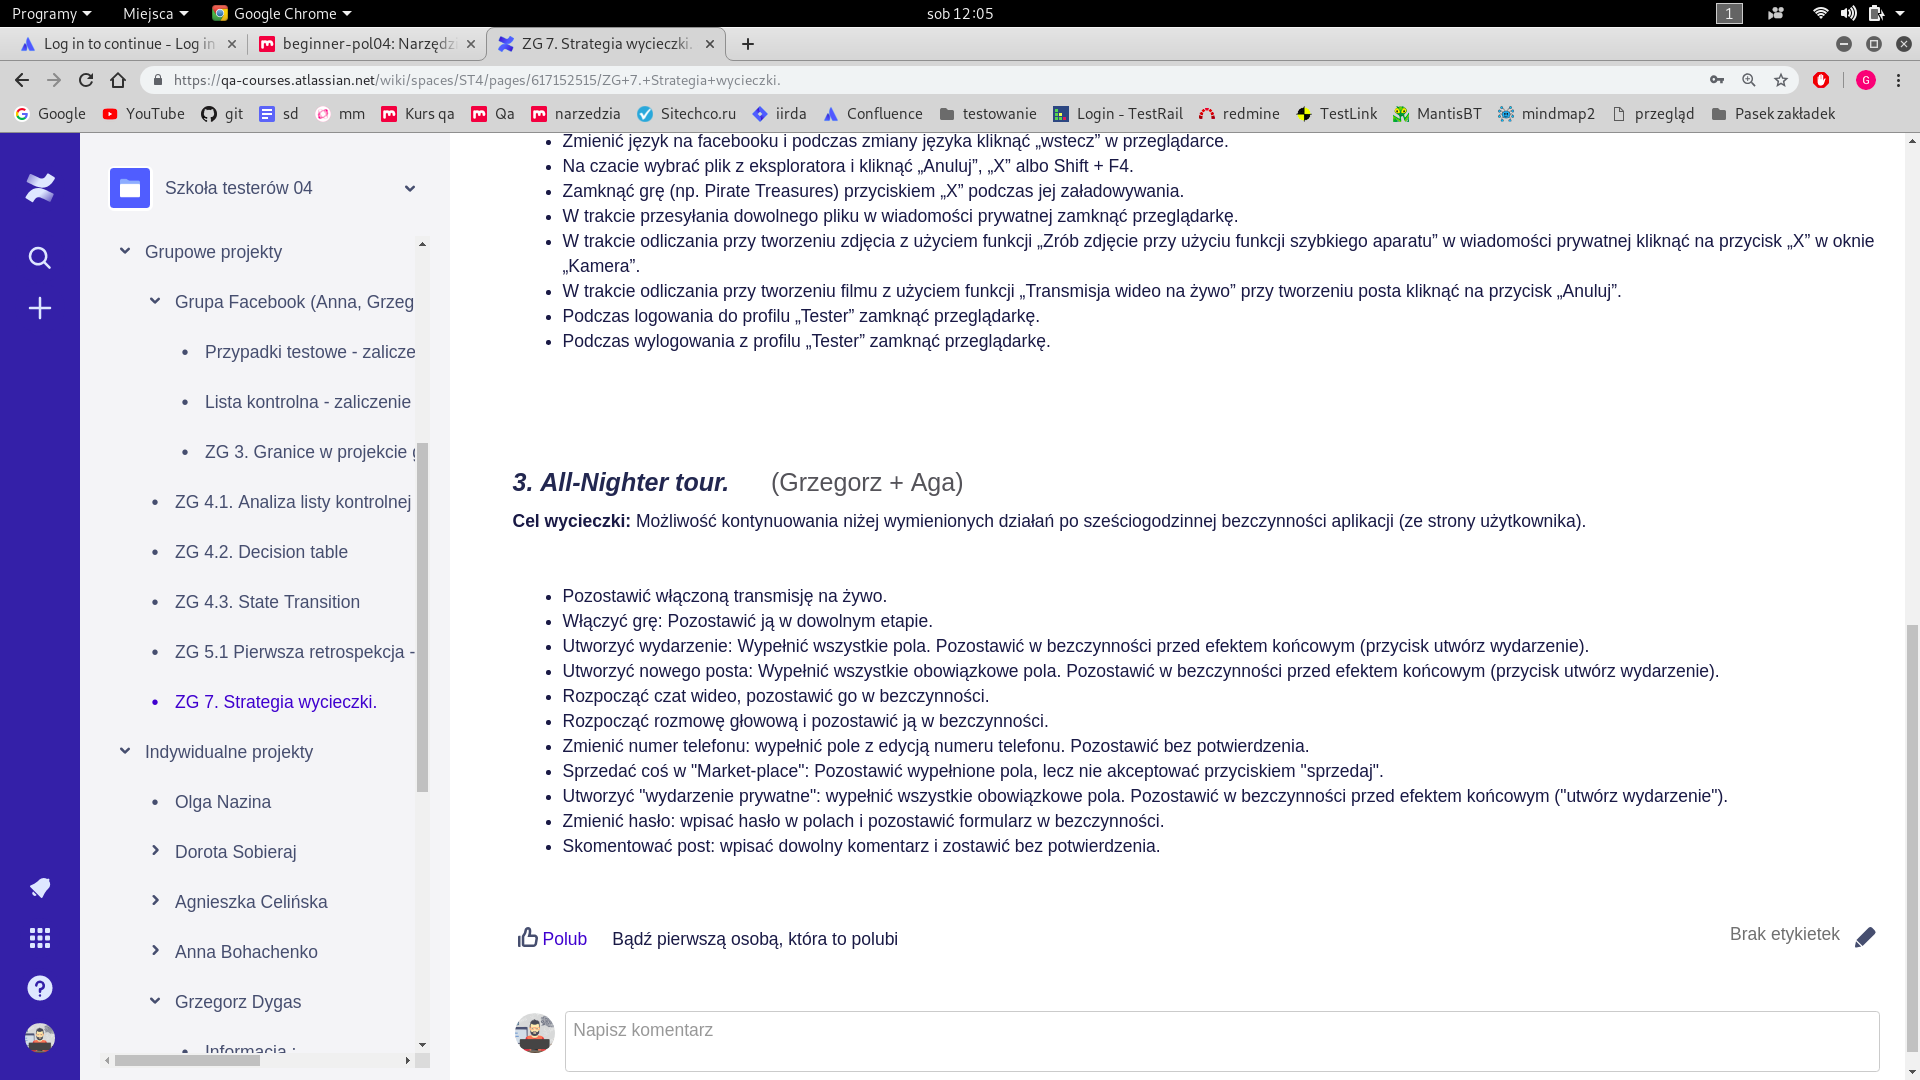 Programy Miejsca Google Chrome sob 12:05 1
Log in to continue - Log in beginner-pol04: Narzędzi ZG 7. Strategia wycieczki.
https://qa-courses.atlassian.net/wiki/spaces/ST4/pages/617152515/ZG+7.+Strategia+wycieczki. G
Google YouTube git sd mm Kurs qa Qa narzedzia Sitechco.ru iirda Confluence testowanie Login - TestRail redmine TestLink MantisBT mindmap2 przegląd Pasek zakładek
Szkoła testerów 04
Grupowe projekty
Grupa Facebook (Anna, Grzeg
• Przypadki testowe - zalicze
• Lista kontrolna - zaliczenie
• ZG 3. Granice w projekcie g
• ZG 4.1. Analiza listy kontrolnej
• ZG 4.2. Decision table
• ZG 4.3. State Transition
• ZG 5.1 Pierwsza retrospekcja -
• ZG 7. Strategia wycieczki.
Indywidualne projekty
• Olga Nazina
Dorota Sobieraj
Agnieszka Celińska
Anna Bohachenko
Grzegorz Dygas
• Informacja :
• Zmienić język na facebooku i podczas zmiany języka kliknąć „wstecz” w przeglądarce.
• Na czacie wybrać plik z eksploratora i kliknąć „Anuluj”, „X” albo Shift + F4.
• Zamknąć grę (np. Pirate Treasures) przyciskiem „X” podczas jej załadowywania.
• W trakcie przesyłania dowolnego pliku w wiadomości prywatnej zamknąć przeglądarkę.
• W trakcie odliczania przy tworzeniu zdjęcia z użyciem funkcji „Zrób zdjęcie przy użyciu funkcji szybkiego aparatu” w wiadomości prywatnej kliknąć na przycisk „X” w oknie
„Kamera”.
• W trakcie odliczania przy tworzeniu filmu z użyciem funkcji „Transmisja wideo na żywo” przy tworzeniu posta kliknąć na przycisk „Anuluj”.
• Podczas logowania do profilu „Tester” zamknąć przeglądarkę.
• Podczas wylogowania z profilu „Tester” zamknąć przeglądarkę.
3. All-Nighter tour. (Grzegorz + Aga)
Cel wycieczki: Możliwość kontynuowania niżej wymienionych działań po sześciogodzinnej bezczynności aplikacji (ze strony użytkownika).
• Pozostawić włączoną transmisję na żywo.
• Włączyć grę: Pozostawić ją w dowolnym etapie.
• Utworzyć wydarzenie: Wypełnić wszystkie pola. Pozostawić w bezczynności przed efektem końcowym (przycisk utwórz wydarzenie).
• Utworzyć nowego posta: Wypełnić wszystkie obowiązkowe pola. Pozostawić w bezczynności przed efektem końcowym (przycisk utwórz wydarzenie).
• Rozpocząć czat wideo, pozostawić go w bezczynności.
• Rozpocząć rozmowę głowową i pozostawić ją w bezczynności.
• Zmienić numer telefonu: wypełnić pole z edycją numeru telefonu. Pozostawić bez potwierdzenia.
• Sprzedać coś w "Market-place": Pozostawić wypełnione pola, lecz nie akceptować przyciskiem "sprzedaj".
• Utworzyć "wydarzenie prywatne": wypełnić wszystkie obowiązkowe pola. Pozostawić w bezczynności przed efektem końcowym ("utwórz wydarzenie").
• Zmienić hasło: wpisać hasło w polach i pozostawić formularz w bezczynności.
• Skomentować post: wpisać dowolny komentarz i zostawić bez potwierdzenia.
Polub Bądź pierwszą osobą, która to polubi Brak etykietek
Napisz komentarz